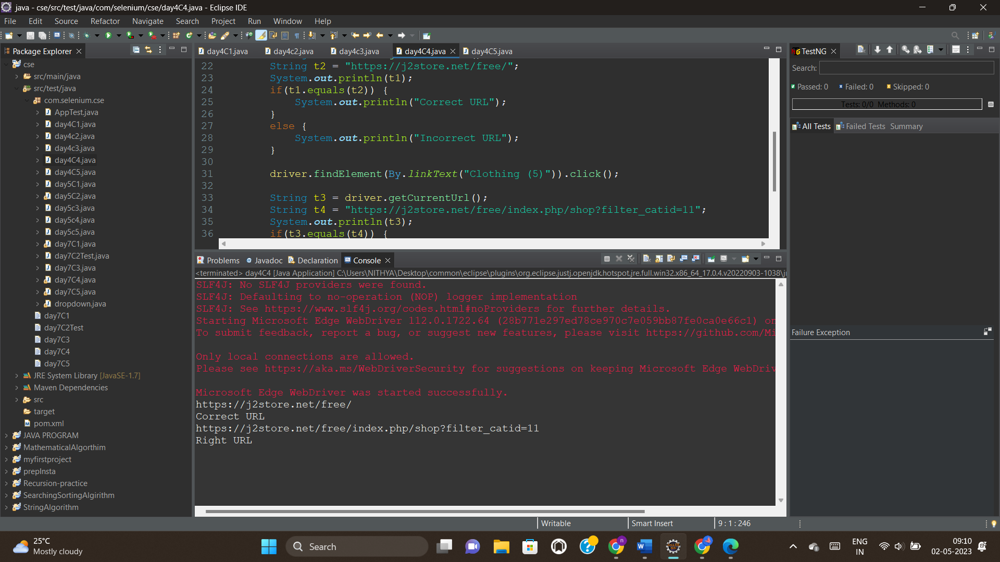 java - cse/src/test/java/com/selenium/cse/day4C4.java - Eclipse IDE
File Edit Source Refactor Navigate Search Project Run Window Help
Package Explorer
cse
src/main/java
src/test/java
com.selenium.cse
AppTest.java
day4C1.java
day4c2.java
day4c3.java
day4C4.java
day4C5.java
day5C1.java
day5C2.java
day5c3.java
day5c4.java
day5c5.java
day7C1.java
day7C2Test.java
day7C3.java
day7C4.java
day7C5.java
dropdown.java
day7C1
day7C2Test
day7C3
day7C4
day7C5
JRE System Library [JavaSE-1.7]
Maven Dependencies
src
target
pom.xml
JAVA PROGRAM
MathematicalAlgorthim
myfirstproject
prepInsta
Recursion-practice
SearchingSortingAlgirithm
StringAlgorithm
day4C1.java day4c2.java day4c3.java day4C4.java day4C5.java
22 String t2 = "https://j2store.net/free/";
23 System.out.println(t1);
24 if(t1.equals(t2)) {
25 System.out.println("Correct URL");
26 }
27 else {
28 System.out.println("Incorrect URL");
29 }
30
31 driver.findElement(By.linkText("Clothing (5)")).click();
32
33 String t3 = driver.getCurrentUrl();
34 String t4 = "https://j2store.net/free/index.php/shop?filter_catid=11";
35 System.out.println(t3);
36 if(t3.equals(t4)) {
Problems Javadoc Declaration Console
<terminated> day4C4 [Java Application] C:\Users\NITHYA\Desktop\common\eclipse\plugins\org.eclipse.justj.openjdk.hotspot.jre.full.win32.x86_64_17.0.4.v20220903-1038\j
SLF4J: No SLF4J providers were found.
SLF4J: Defaulting to no-operation (NOP) logger implementation
SLF4J: See https://www.slf4j.org/codes.html#noProviders for further details.
Starting Microsoft Edge WebDriver 112.0.1722.64 (28b771e297ed78ce970c7e059bb87fe0ca0e66c1) on
To submit feedback, report a bug, or suggest new features, please visit https://github.com/Mi
Only local connections are allowed.
Please see https://aka.ms/WebDriverSecurity for suggestions on keeping Microsoft Edge WebDriv
Microsoft Edge WebDriver was started successfully.
https://j2store.net/free/
Correct URL
https://j2store.net/free/index.php/shop?filter_catid=11
Right URL
TestNG
Search:
Passed: 0 Failed: 0 Skipped: 0
Tests: 0/0 Methods: 0
All Tests Failed Tests Summary
Failure Exception
Writable Smart Insert 9 : 1 : 246
25°C
Mostly cloudy
Search
ENG
IN
09:10
02-05-2023